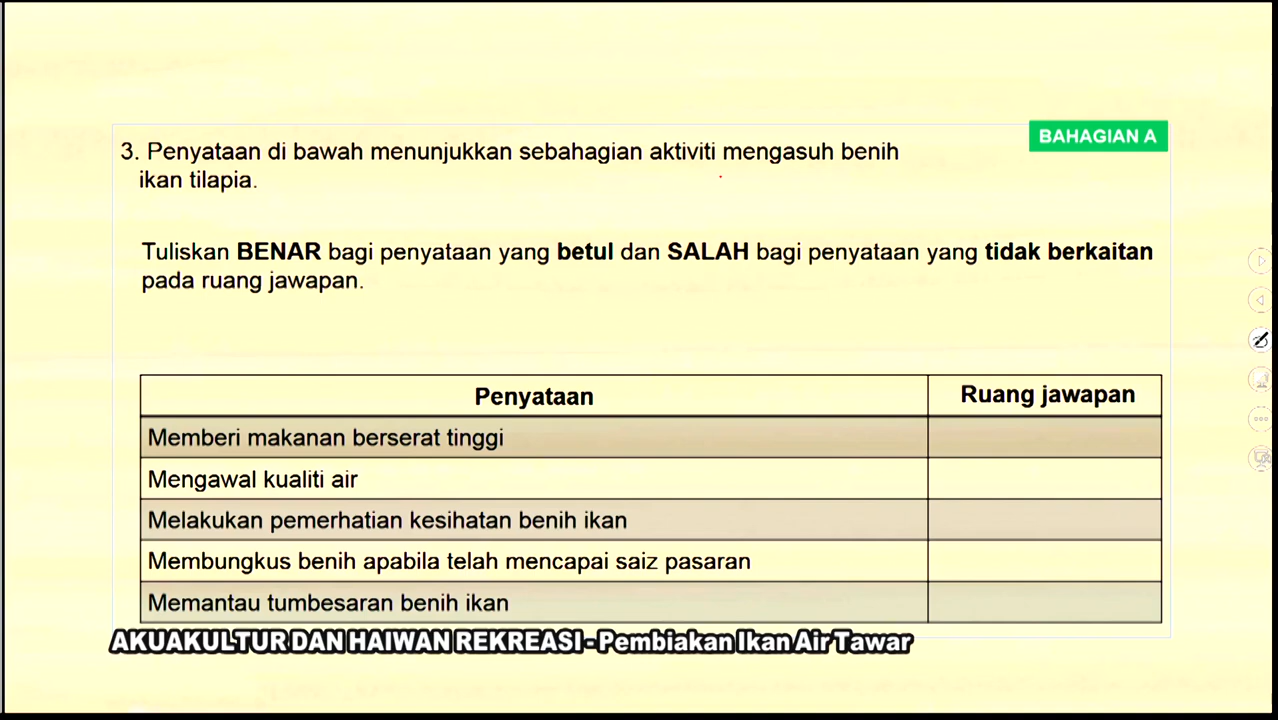 BAHAGIAN A
3. Penyataan di bawah menunjukkan sebahagian aktiviti mengasuh benih
ikan tilapia.
Tuliskan BENAR bagi penyataan yang betul dan SALAH bagi penyataan yang tidak berkaitan
pada ruang jawapan.
Penyataan Ruang jawapan
Memberi makanan berserat tinggi
Mengawal kualiti air
Melakukan pemerhatian kesihatan benih ikan
Membungkus benih apabila telah mencapai saiz pasaran
Memantau tumbesaran benih ikan
AKUAKULTUR DAN HAIWAN REKREASI - Pembiakan Ikan Air Tawar